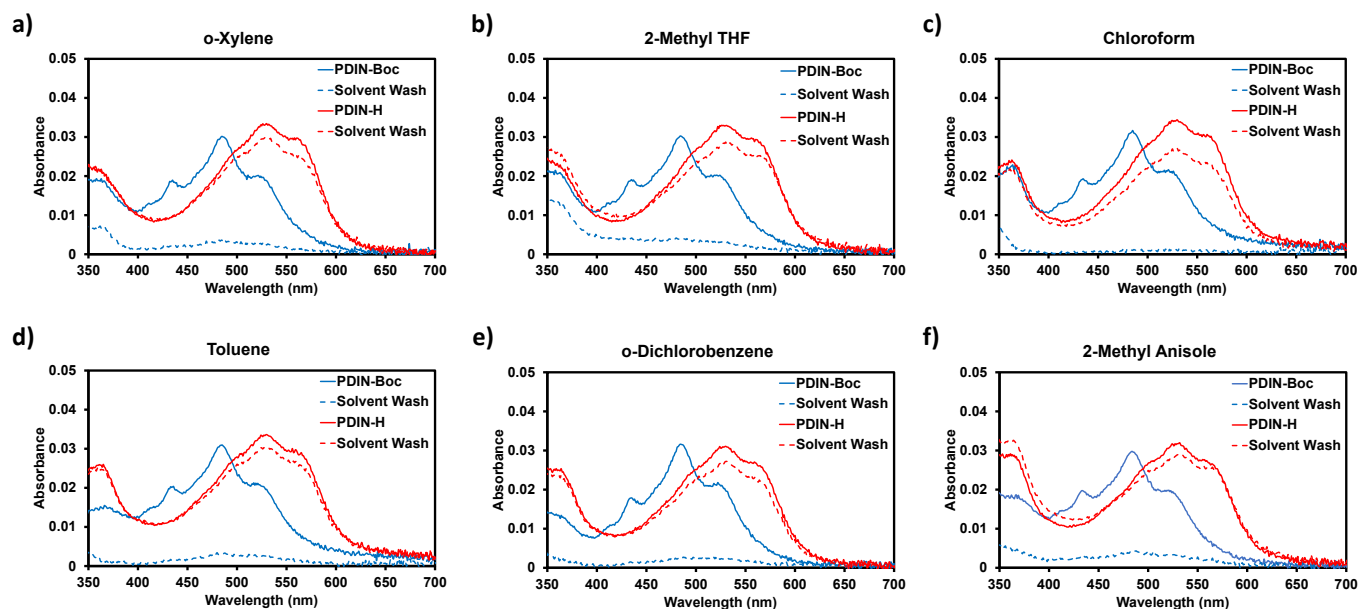 a)
o-Xylene
0.05
0.04
0.03
0.02
0.01
0
Absorbance
350 400 450 500 550 600 650 700
Wavelength (nm)
PDIN-Boc
Solvent Wash
PDIN-H
Solvent Wash
b)
2-Methyl THF
0.05
0.04
0.03
0.02
0.01
0
Absorbance
350 400 450 500 550 600 650 700
Wavelength (nm)
PDIN-Boc
Solvent Wash
PDIN-H
Solvent Wash
c)
Chloroform
0.05
0.04
0.03
0.02
0.01
0
Absorbance
350 400 450 500 550 600 650 700
Waveength (nm)
PDIN-Boc
Solvent Wash
PDIN-H
Solvent Wash
d)
Toluene
0.05
0.04
0.03
0.02
0.01
0
Absorbance
350 400 450 500 550 600 650 700
Wavelength (nm)
PDIN-Boc
Solvent Wash
PDIN-H
Solvent Wash
e)
o-Dichlorobenzene
0.05
0.04
0.03
0.02
0.01
0
Absorbance
350 400 450 500 550 600 650 700
Wavelength (nm)
PDIN-Boc
Solvent Wash
PDIN-H
Solvent Wash
f)
2-Methyl Anisole
0.05
0.04
0.03
0.02
0.01
0
Absorbance
350 400 450 500 550 600 650 700
Wavelength (nm)
PDIN-Boc
Solvent Wash
PDIN-H
Solvent Wash